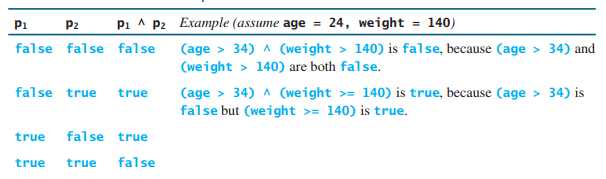 p1 p2 p1 ^ p2 Example (assume age = 24, weight = 140)
false false false (age > 34) ^ (weight > 140) is false, because (age > 34) and
(weight > 140) are both false.
false true true (age > 34) ^ (weight >= 140) is true, because (age > 34) is
false but (weight >= 140) is true.
true false true
true true false